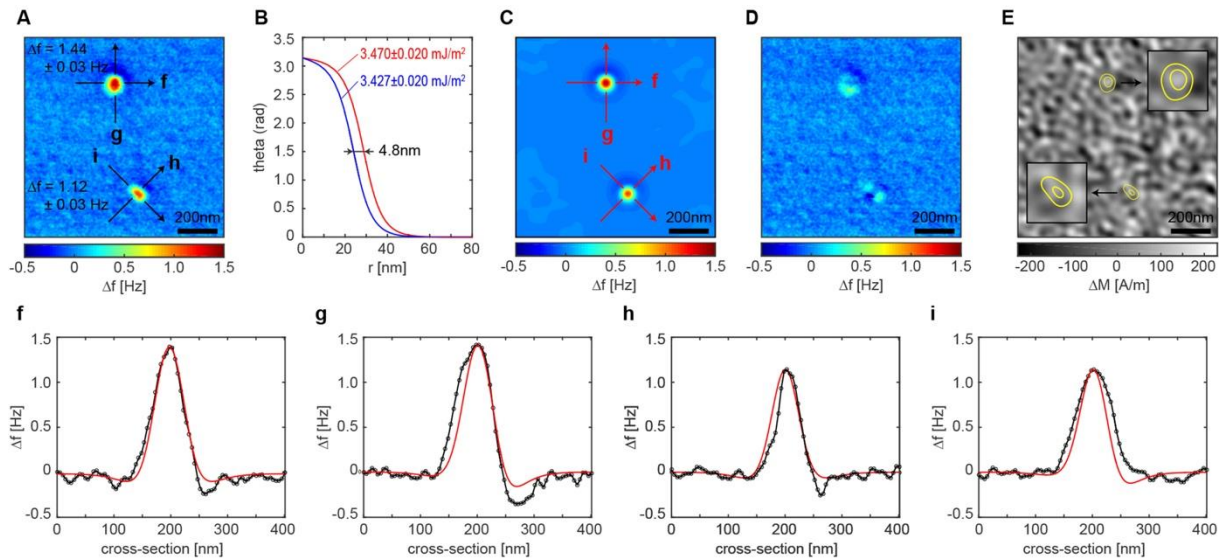 A
Δf = 1.44
± 0.03 Hz
f
g
i
h
Δf = 1.12
± 0.03 Hz
200nm
-0.5 0 0.5 1.0 1.5
Δf [Hz]
B
3.5
3.0
2.5
2.0
1.5
1.0
0.5
0
theta (rad)
3.470±0.020 mJ/m²
3.427±0.020 mJ/m²
4.8nm
0 20 40 60 80
r [nm]
C
f
g
i
h
200nm
-0.5 0 0.5 1.0 1.5
Δf [Hz]
D
200nm
-0.5 0 0.5 1.0 1.5
Δf [Hz]
E
200nm
-200 -100 0 100 200
ΔM [A/m]
f
1.5
1.0
0.5
0
-0.5
Δf [Hz]
0 100 200 300 400
cross-section [nm]
g
1.5
1.0
0.5
0
-0.5
Δf [Hz]
0 100 200 300 400
cross-section [nm]
h
1.5
1.0
0.5
0
-0.5
Δf [Hz]
0 100 200 300 400
cross-section [nm]
i
1.5
1.0
0.5
0
-0.5
Δf [Hz]
0 100 200 300 400
cross-section [nm]